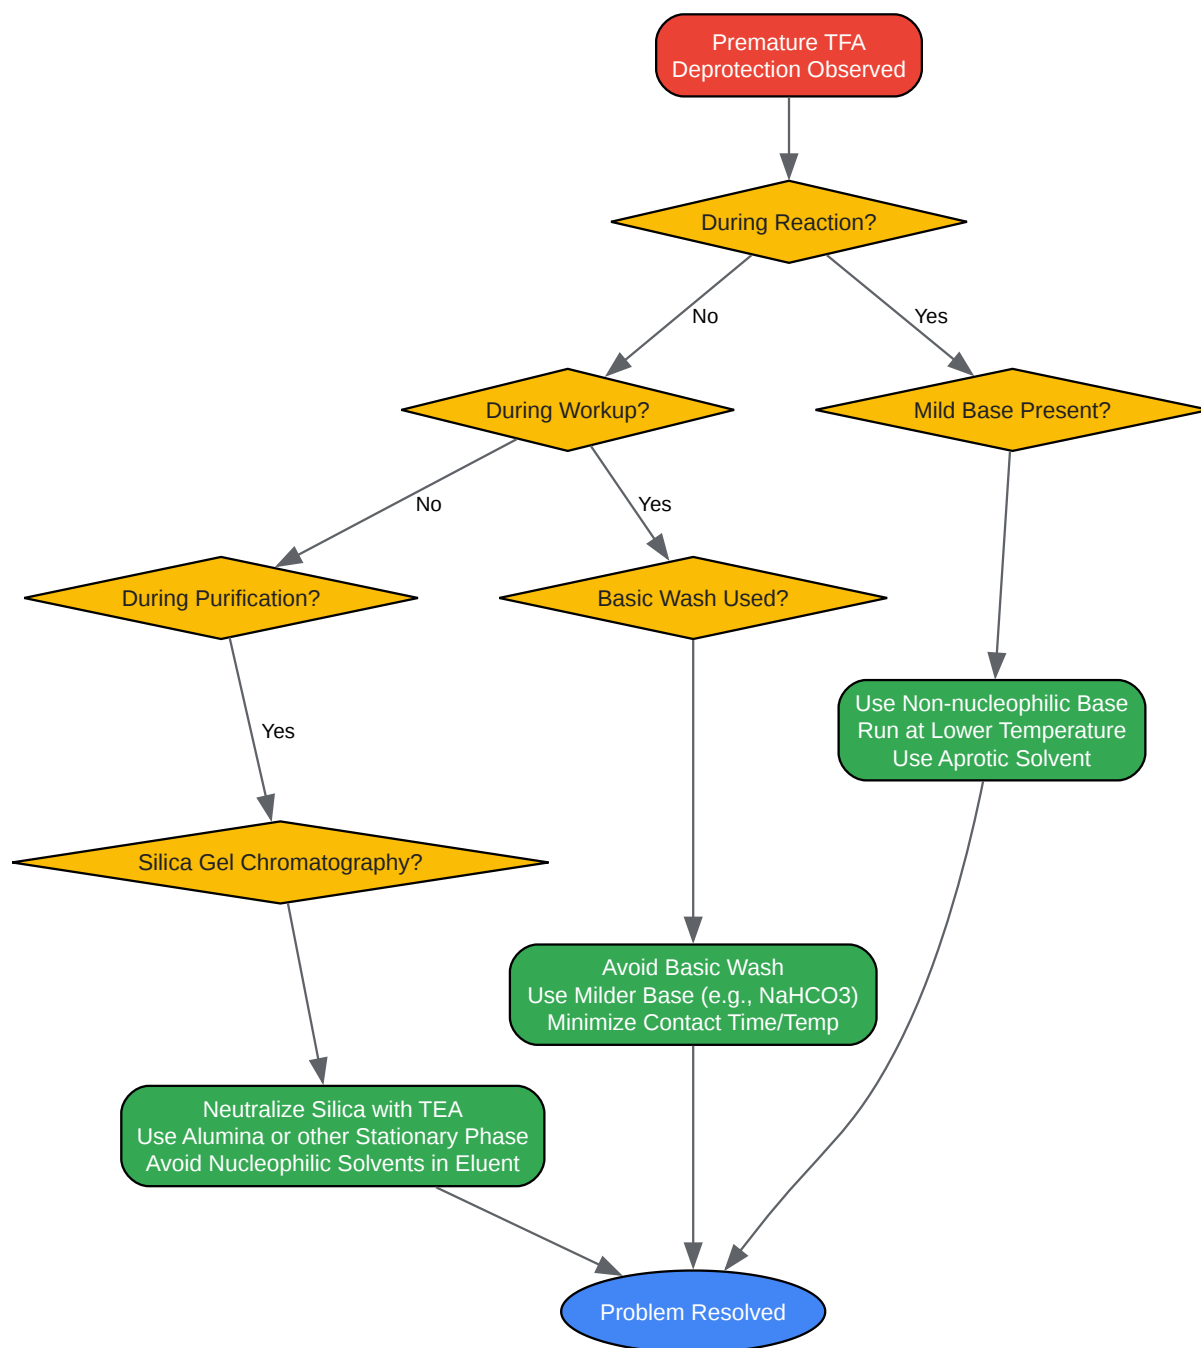 Premature TFA
Deprotection Observed
During Reaction?
No
Yes
During Workup?
Mild Base Present?
No
Yes
During Purification?
Basic Wash Used?
Use Non-nucleophilic Base
Run at Lower Temperature
Use Aprotic Solvent
Yes
Silica Gel Chromatography?
Avoid Basic Wash
Use Milder Base (e.g., NaHCO3)
Minimize Contact Time/Temp
Neutralize Silica with TEA
Use Alumina or other Stationary Phase
Avoid Nucleophilic Solvents in Eluent
Problem Resolved